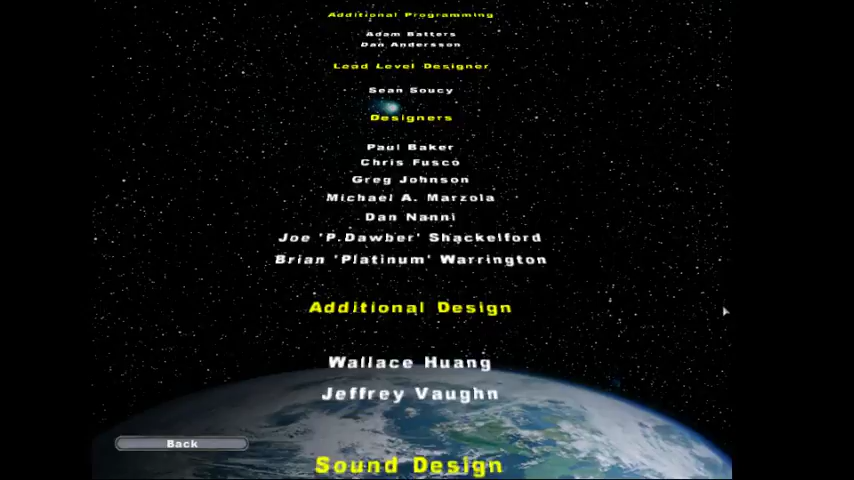 Additional Programming
Adam Batters
Dan Andersson
Lead Level Designer
Sean Soucy
Designers
Paul Baker
Chris Fusco
Greg Johnson
Michael A. Marzola
Dan Nanni
Joe 'P.Dawber' Shackelford
Brian 'Platinum' Warrington
Additional Design
Wallace Huang
Jeffrey Vaughn
Back
Sound Design